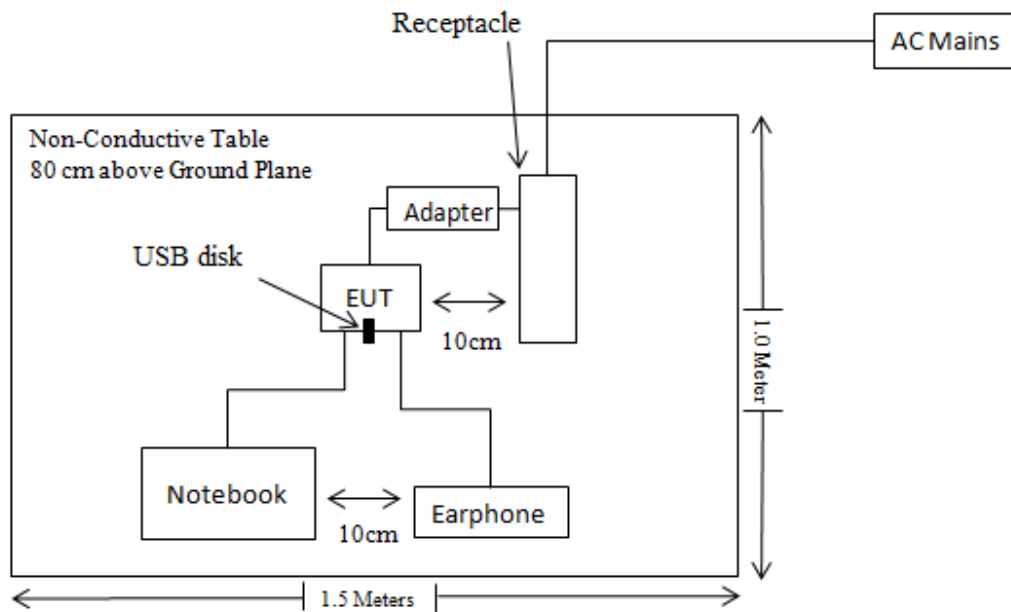 Receptacle
AC Mains
Non-Conductive Table
80 cm above Ground Plane
Adapter
USB disk
EUT
10cm
1.0 Meter
Notebook
Earphone
10cm
1.5 Meters